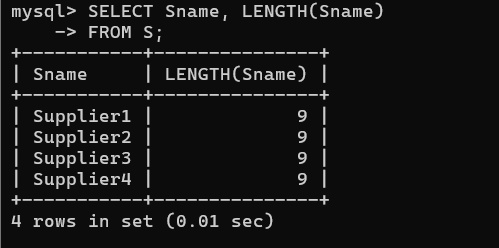 mysql> SELECT Sname, LENGTH(Sname)
    -> FROM S;
+-----------+---------------+
| Sname     | LENGTH(Sname) |
+-----------+---------------+
| Supplier1 |             9 |
| Supplier2 |             9 |
| Supplier3 |             9 |
| Supplier4 |             9 |
+-----------+---------------+
4 rows in set (0.01 sec)